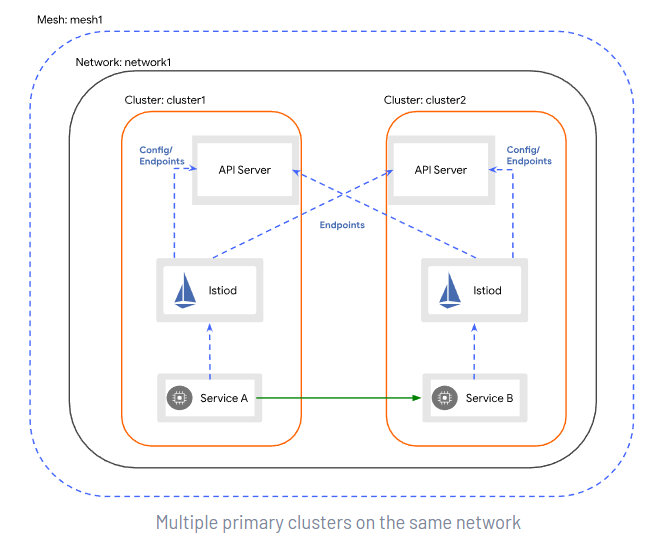 Mesh: mesh1
Network: network1
Cluster: cluster1
Cluster: cluster2
Config/
Endpoints
API Server
API Server
Config/
Endpoints
Endpoints
Istiod
Istiod
Service A
Service B
Multiple primary clusters on the same network